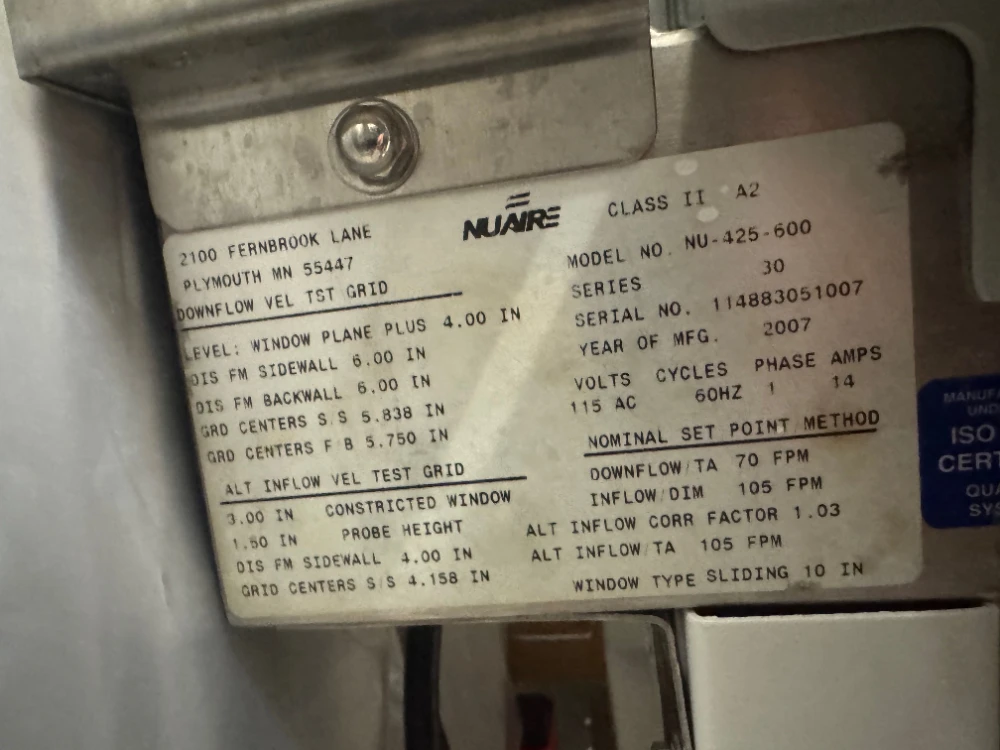 2100 FERNBROOK LANE
PLYMOUTH MN 55447
DOWNFLOW VEL TST GRID
LEVEL: WINDOW PLANE PLUS 4.00 IN
DIS FM SIDEWALL 6.00 IN
DIS FM BACKWALL 6.00 IN
GRD CENTERS S/S 5.838 IN
GRD CENTERS F/B 5.750 IN
ALT INFLOW VEL TEST GRID
3.00 IN CONSTRICTED WINDOW
1.50 IN PROBE HEIGHT
DIS FM SIDEWALL 4.00 IN
GRID CENTERS S/S 4.158 IN
NUAIRE
CLASS II A2
MODEL NO. NU-425-600
SERIES 30
SERIAL NO. 114883051007
YEAR OF MFG. 2007
VOLTS CYCLES PHASE AMPS
115 AC 60HZ 1 14
NOMINAL SET POINT METHOD
DOWNFLOW/TA 70 FPM
INFLOW/DIM 105 FPM
ALT INFLOW CORR FACTOR 1.03
ALT INFLOW/TA 105 FPM
WINDOW TYPE SLIDING 10 IN
MANUF
UND
ISO
CERT
QUA
SYS